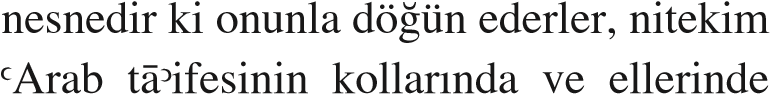 nesnedir ki onunla döğün ederler, nitekim
ʿArab tāʾifesinin kollarında ve ellerinde